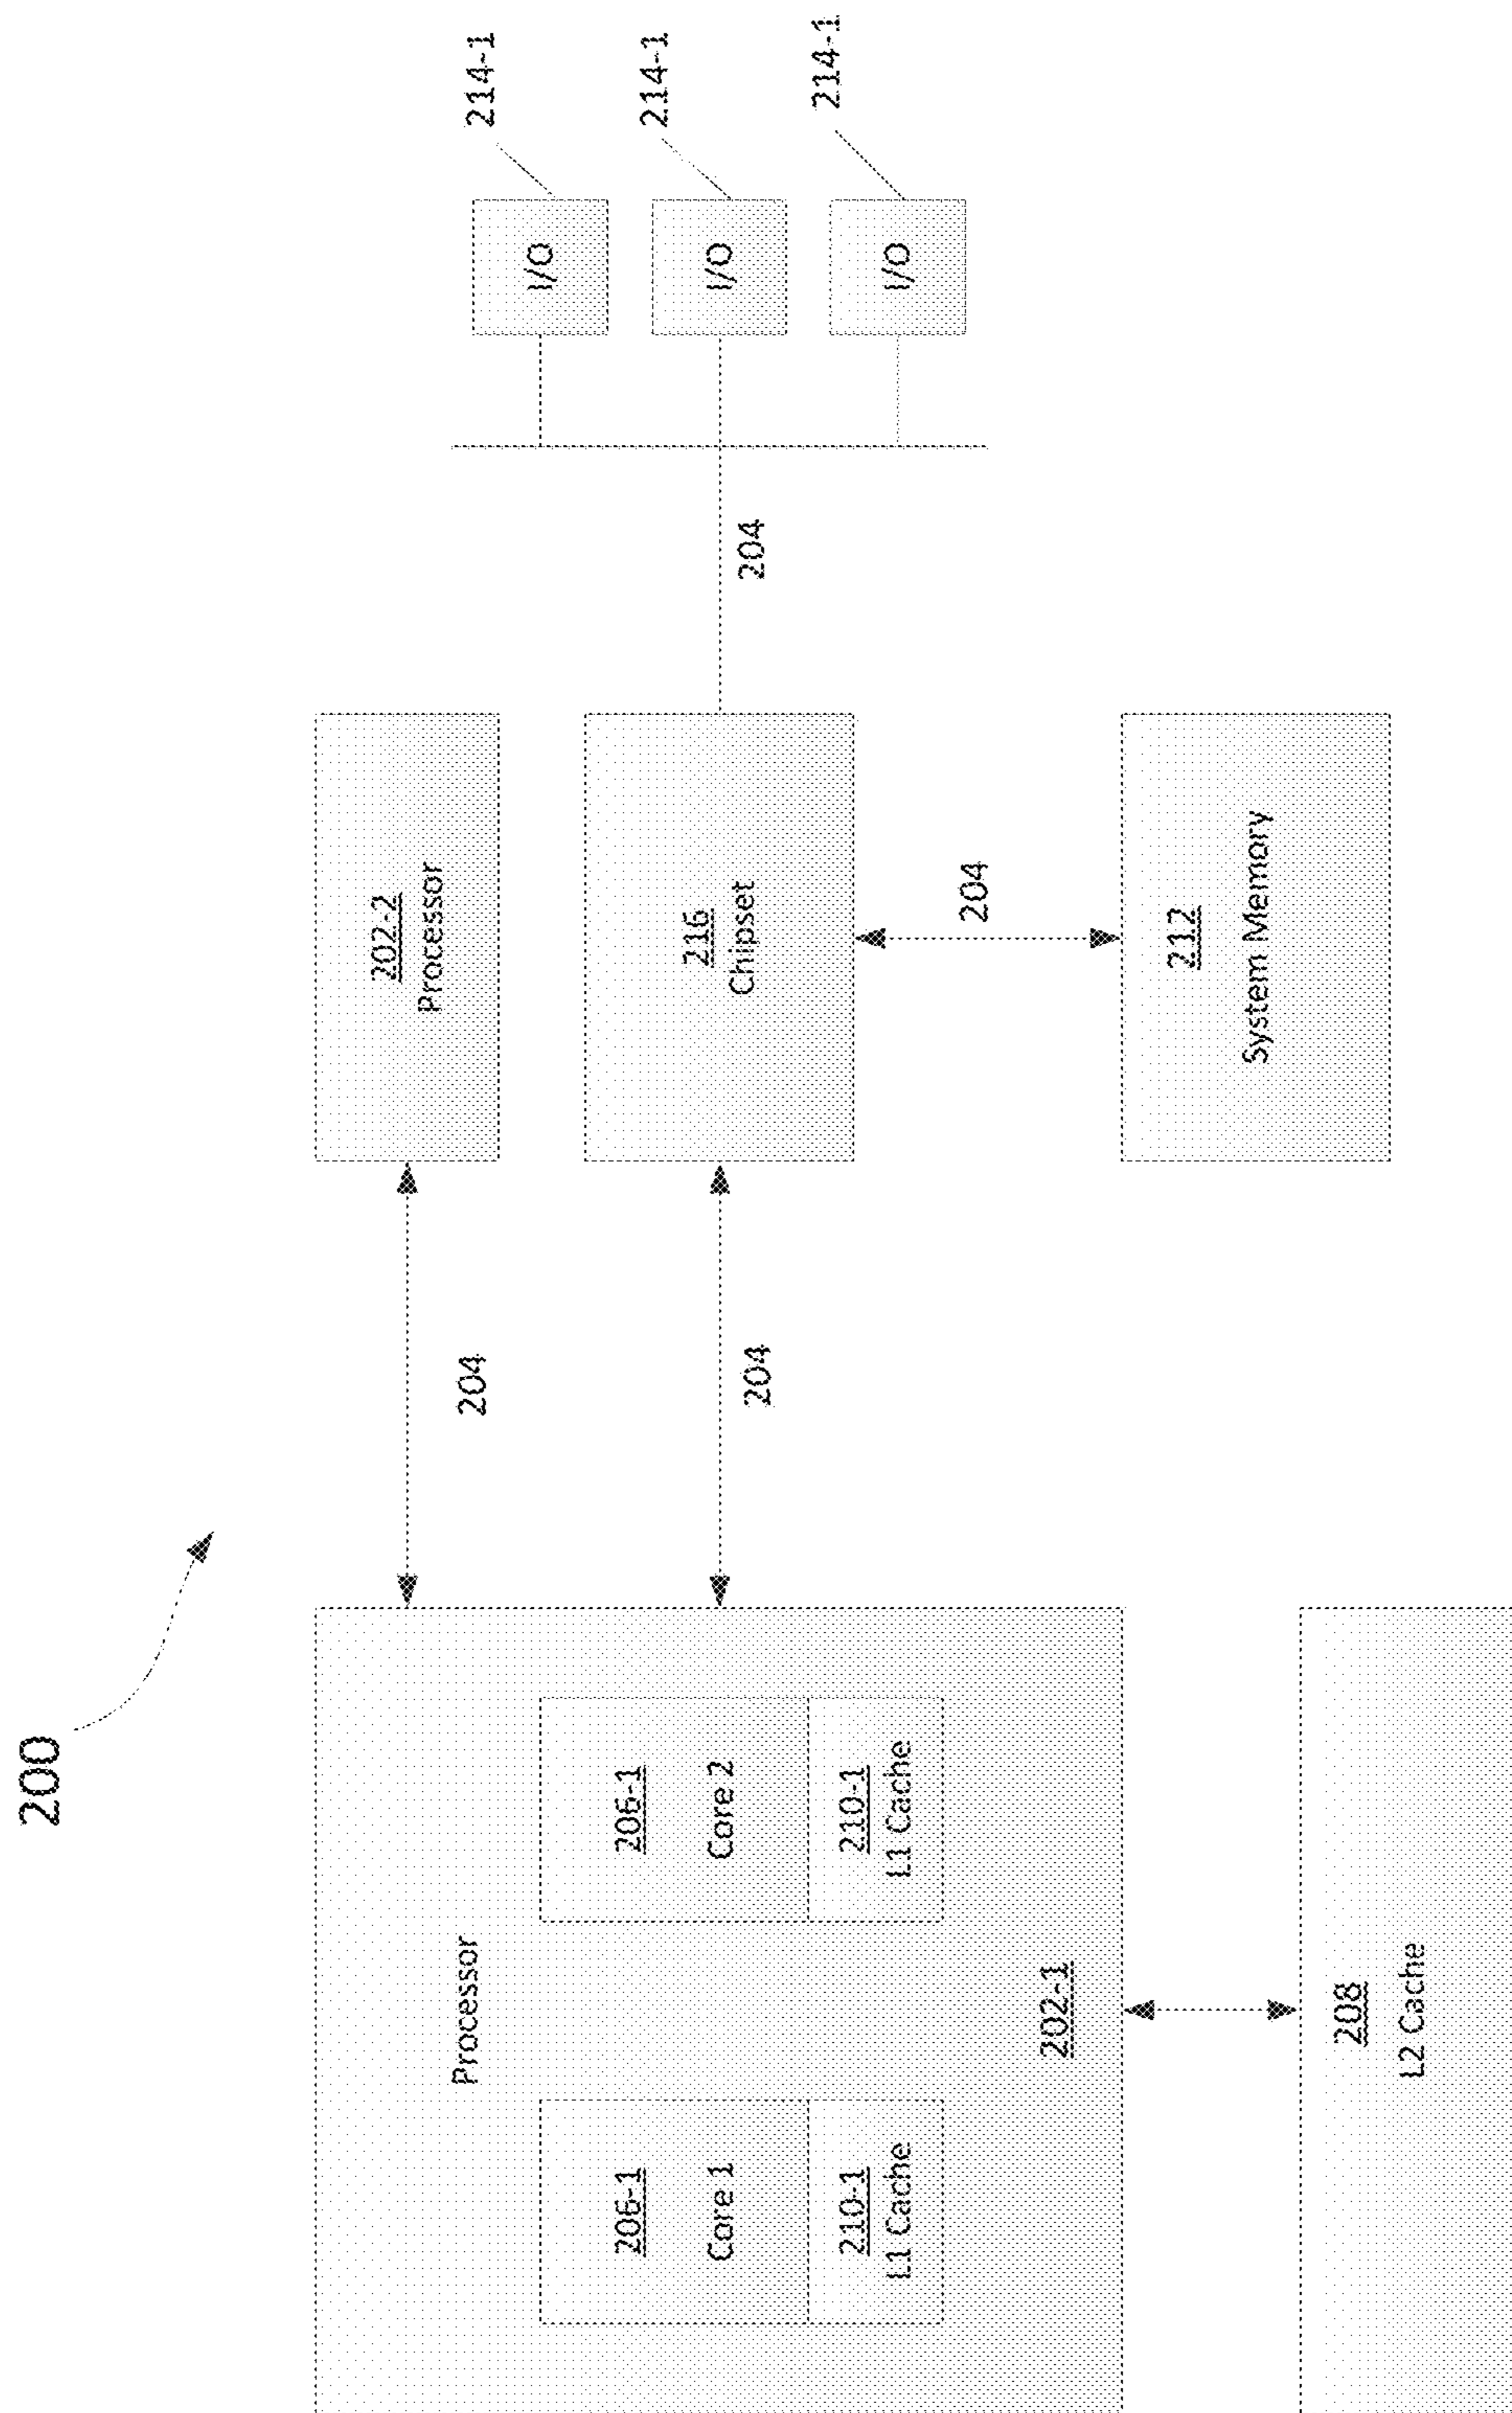 200
Processor
206-1
Core 1
210-1
L1 Cache
206-1
Core 2
210-1
L1 Cache
202-1
208
L2 Cache
204
204
202-2
Processor
216
Chipset
204
212
System Memory
204
I/O
214-1
I/O
214-1
I/O
214-1